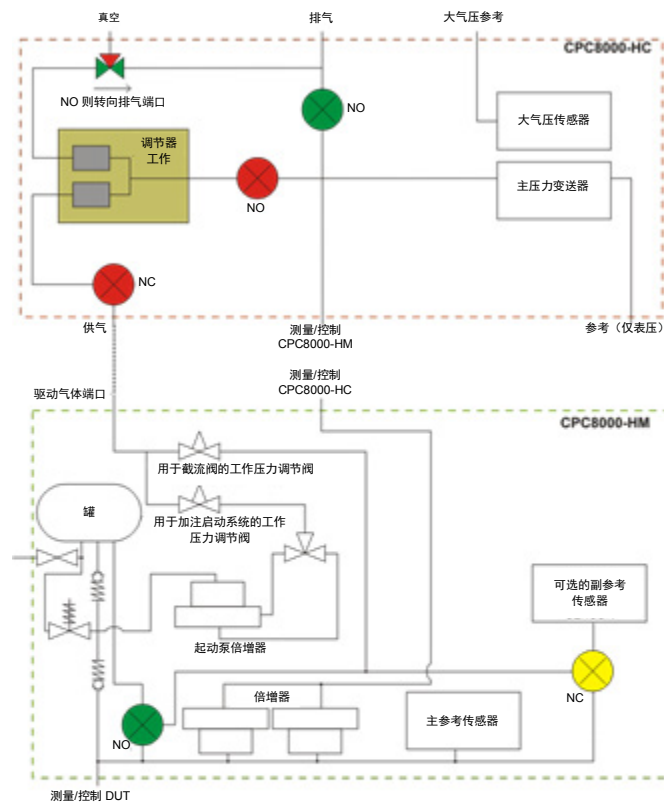 真空
排气
大气压参考
CPC8000-HC
NO 则转向排气端口
NO
大气压传感器
调节器
工作
主压力变送器
NO
NC
供气
测量/控制
CPC8000-HM
参考（仅表压）
测量/控制
CPC8000-HC
驱动气体端口
CPC8000-HM
用于截流阀的工作压力调节阀
罐
用于加注启动系统的工作
压力调节阀
可选的副参考
传感器
起动泵倍增器
倍增器
主参考传感器
NC
NO
测量/控制 DUT